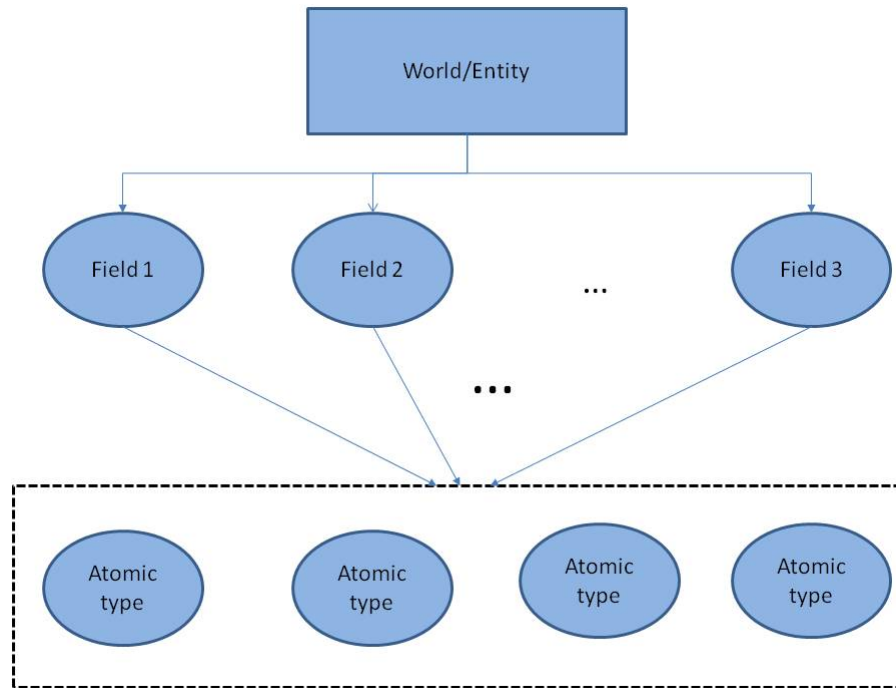 World/Entity
Field 1
Field 2
...
Field 3
...
Atomic
type
Atomic
type
Atomic
type
Atomic
type